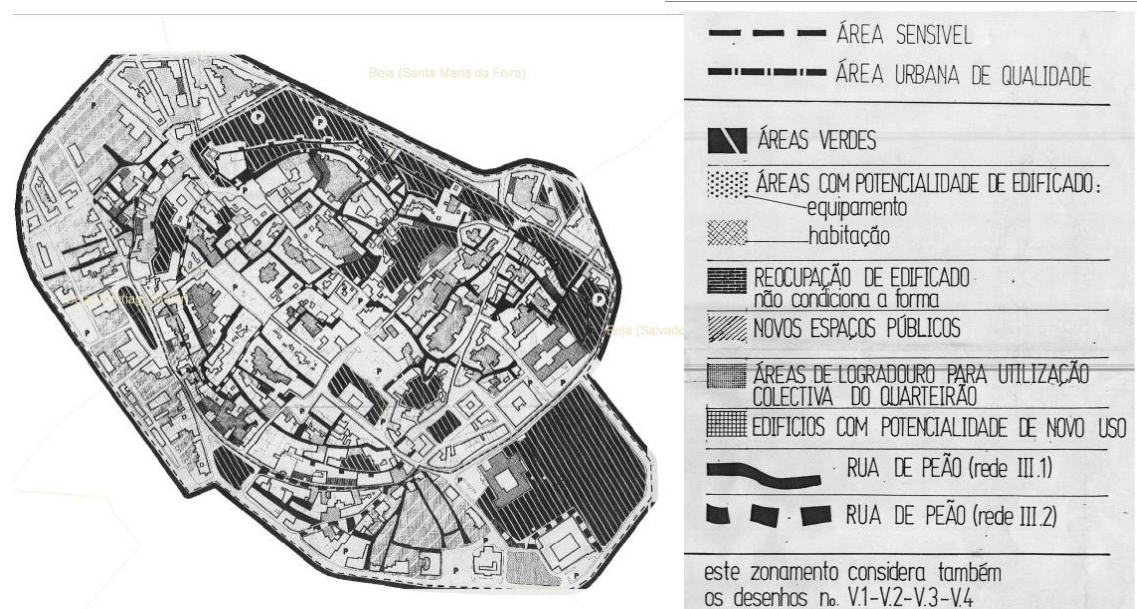 Beja (Santa Maria da Feira)
P
P
P
ÁREA SENSIVEL
ÁREA URBANA DE QUALIDADE
ÁREAS VERDES
ÁREAS COM POTENCIALIDADE DE EDIFICADO:
equipamento
habitação
REOCUPAÇÃO DE EDIFICADO
não condiciona a forma
NOVOS ESPAÇOS PÚBLICOS
ÁREAS DE LOGRADOURO PARA UTILIZAÇÃO
COLECTIVA DO QUARTEIRÃO
EDIFICIOS COM POTENCIALIDADE DE NOVO USO
RUA DE PEÃO (rede III.1)
RUA DE PEÃO (rede III.2)
este zonamento considera também
os desenhos no. V.1-V.2-V.3-V.4